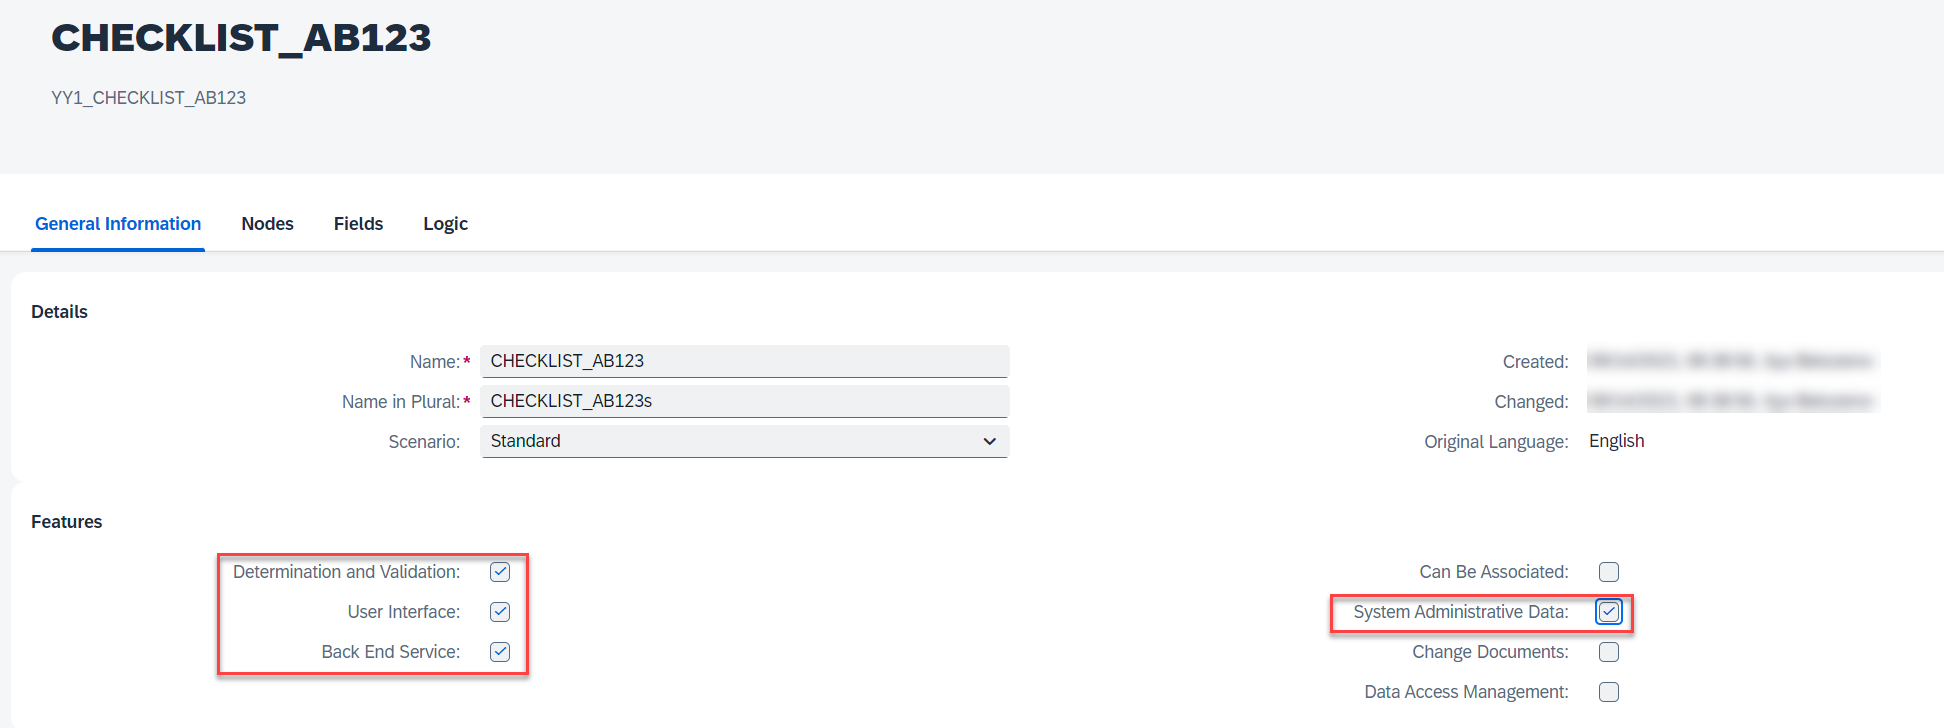 CHECKLIST_AB123
YY1_CHECKLIST_AB123
General Information Nodes Fields Logic
Details
Name:* CHECKLIST_AB123
Name in Plural:* CHECKLIST_AB123s
Scenario: Standard
Created:
Changed:
Original Language: English
Features
Determination and Validation:
User Interface:
Back End Service:
Can Be Associated:
System Administrative Data:
Change Documents:
Data Access Management: